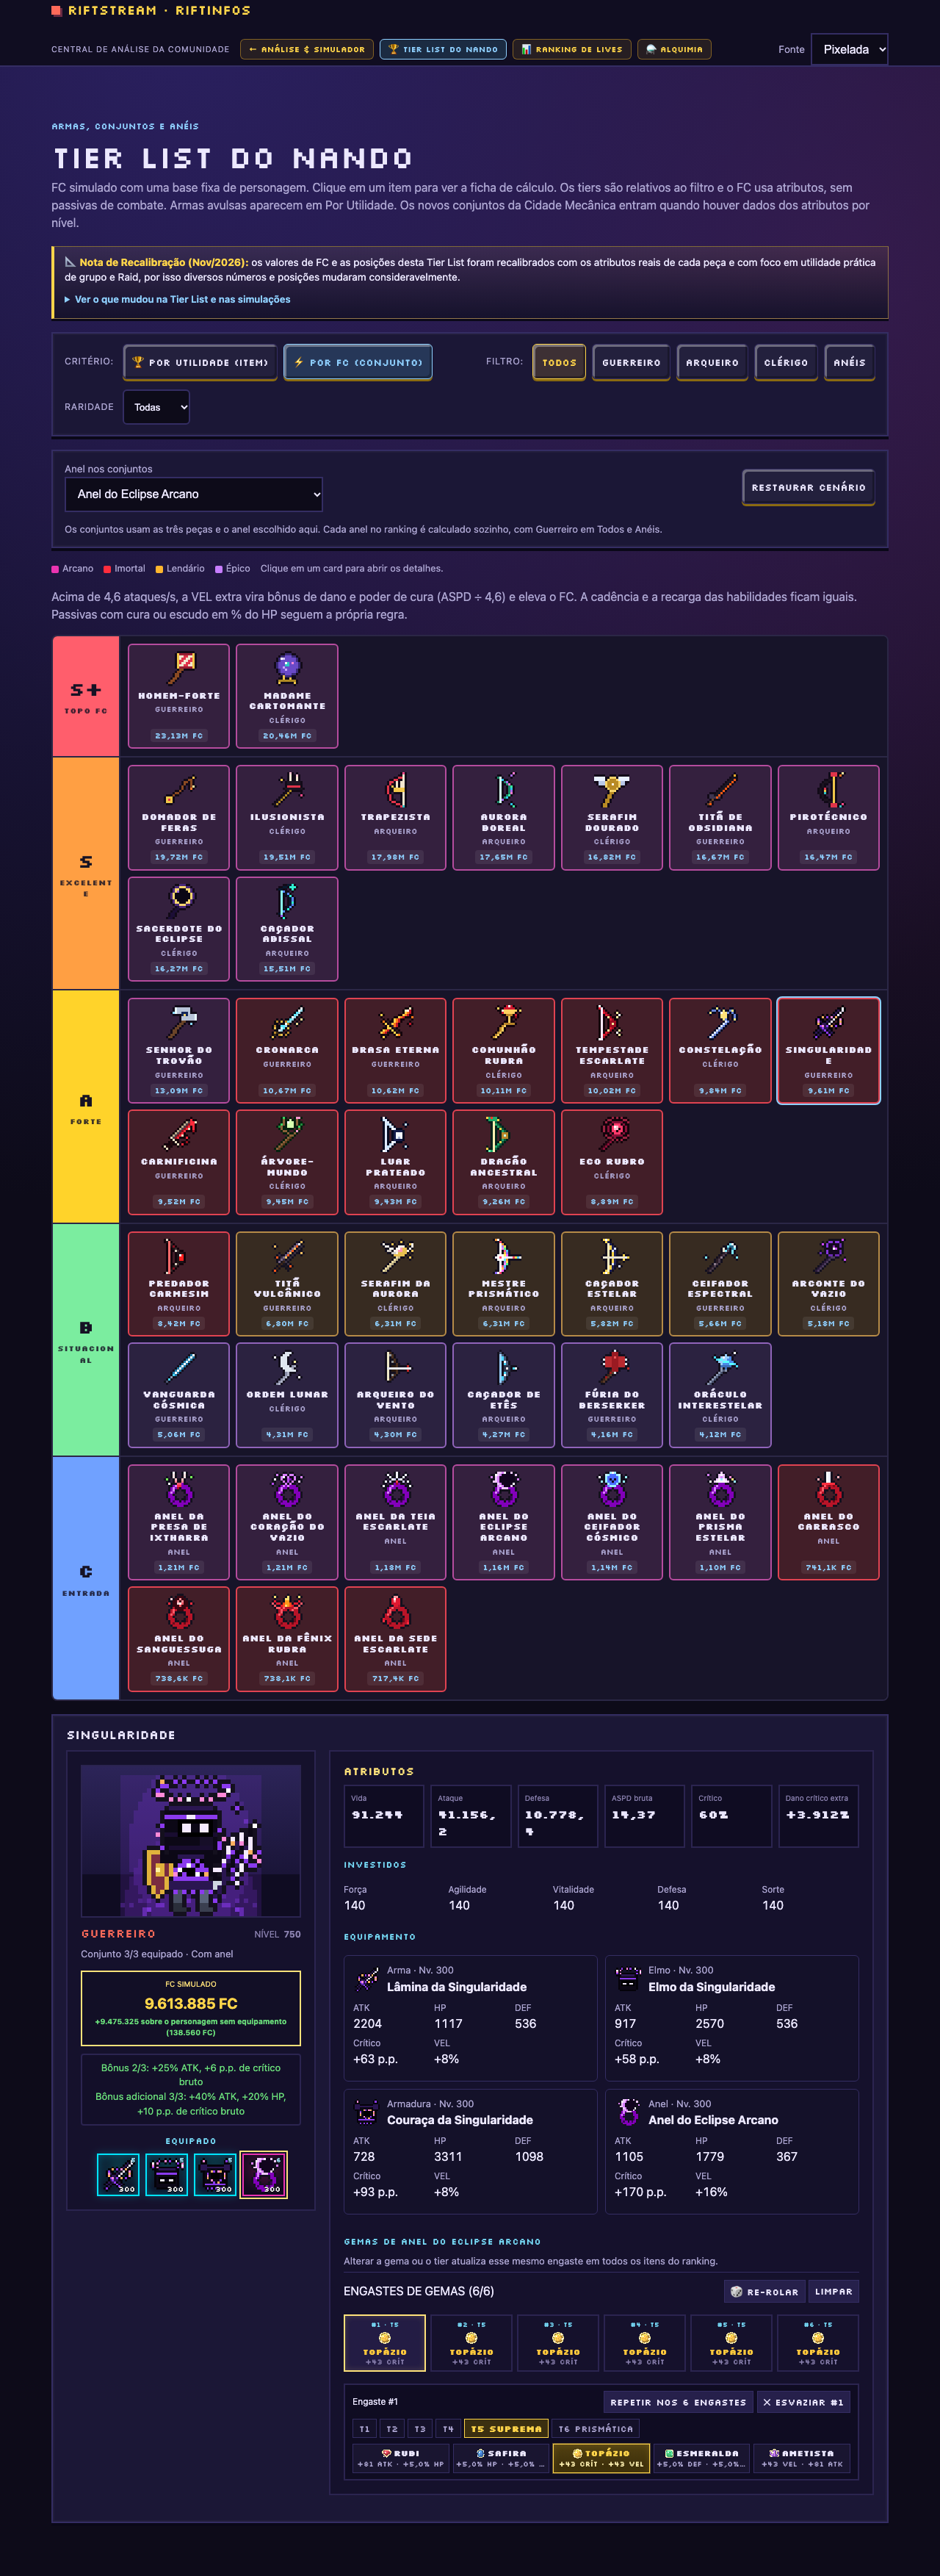 RIFTSTREAM · RIFTINFOS
CENTRAL DE ANÁLISE DA COMUNIDADE
← ANÁLISE & SIMULADOR
TIER LIST DO NANDO
RANKING DE LIVES
ALQUIMIA
Fonte
Pixelada
ARMAS, CONJUNTOS E ANÉIS
TIER LIST DO NANDO
FC simulado com uma base fixa de personagem. Clique em um item para ver a ficha de cálculo. Os tiers são relativos ao filtro e o FC usa atributos, sem
passivas de combate. Armas avulsas aparecem em Por Utilidade. Os novos conjuntos da Cidade Mecânica entram quando houver dados dos atributos por
nível.
Nota de Recalibração (Nov/2026): os valores de FC e as posições desta Tier List foram recalibrados com os atributos reais de cada peça e com foco em utilidade prática
de grupo e Raid, por isso diversos números e posições mudaram consideravelmente.
▶ Ver o que mudou na Tier List e nas simulações
CRITÉRIO:
POR UTILIDADE (ITEM)
POR FC (CONJUNTO)
FILTRO:
TODOS
GUERREIRO
ARQUEIRO
CLÉRIGO
ANÉIS
RARIDADE
Todas
Anel nos conjuntos
Anel do Eclipse Arcano
RESTAURAR CENÁRIO
Os conjuntos usam as três peças e o anel escolhido aqui. Cada anel no ranking é calculado sozinho, com Guerreiro em Todos e Anéis.
Arcano Imortal Lendário Épico Clique em um card para abrir os detalhes.
Acima de 4,6 ataques/s, a VEL extra vira bônus de dano e poder de cura (ASPD ÷ 4,6) e eleva o FC. A cadência e a recarga das habilidades ficam iguais.
Passivas com cura ou escudo em % do HP seguem a própria regra.
S+
TOPO FC
HOMEM-FORTE
GUERREIRO
23,13M FC
MADAME
CARTOMANTE
CLÉRIGO
20,46M FC
S
EXCELENT
E
DOMADOR DE
FERAS
GUERREIRO
19,72M FC
ILUSIONISTA
CLÉRIGO
19,51M FC
TRAPEZISTA
ARQUEIRO
17,98M FC
AURORA
BOREAL
ARQUEIRO
17,65M FC
SERAFIM
DOURADO
CLÉRIGO
16,82M FC
TITÃ DE
OBSIDIANA
GUERREIRO
16,67M FC
PIROTÉCNICO
ARQUEIRO
16,47M FC
SACERDOTE DO
ECLIPSE
CLÉRIGO
16,27M FC
CAÇADOR
ABISSAL
ARQUEIRO
15,51M FC
A
FORTE
SENHOR DO
TROVÃO
GUERREIRO
13,09M FC
CRONARCA
GUERREIRO
10,67M FC
BRASA ETERNA
GUERREIRO
10,62M FC
COMUNHÃO
RUBRA
CLÉRIGO
10,11M FC
TEMPESTADE
ESCARLATE
ARQUEIRO
10,02M FC
CONSTELAÇÃO
CLÉRIGO
9,84M FC
SINGULARIDAD
E
GUERREIRO
9,61M FC
CARNIFICINA
GUERREIRO
9,52M FC
ÁRVORE-
MUNDO
CLÉRIGO
9,45M FC
LUAR
PRATEADO
ARQUEIRO
9,43M FC
DRAGÃO
ANCESTRAL
ARQUEIRO
9,26M FC
ECO RUBRO
CLÉRIGO
8,89M FC
B
SITUACION
AL
PREDADOR
CARMESIM
ARQUEIRO
8,42M FC
TITÃ
VULCÂNICO
GUERREIRO
6,80M FC
SERAFIM DA
AURORA
CLÉRIGO
6,31M FC
MESTRE
PRISMÁTICO
ARQUEIRO
6,31M FC
CAÇADOR
ESTELAR
ARQUEIRO
5,82M FC
CEIFADOR
ESPECTRAL
GUERREIRO
5,66M FC
ARCONTE DO
VAZIO
CLÉRIGO
5,18M FC
VANGUARDA
CÓSMICA
GUERREIRO
5,06M FC
ORDEM LUNAR
CLÉRIGO
4,31M FC
ARQUEIRO DO
VENTO
ARQUEIRO
4,30M FC
CAÇADOR DE
ETÉS
ARQUEIRO
4,27M FC
FÚRIA DO
BERSERKER
GUERREIRO
4,16M FC
ORÁCULO
INTERESTELAR
CLÉRIGO
4,12M FC
C
ENTRADA
ANEL DA
PRESA DE
IXTHARRA
ANEL
1,21M FC
ANEL DO
CORAÇÃO DO
VAZIO
ANEL
1,21M FC
ANEL DA TEIA
ESCARLATE
ANEL
1,18M FC
ANEL DO
ECLIPSE
ARCANO
ANEL
1,16M FC
ANEL DO
CEIFADOR
CÓSMICO
ANEL
1,14M FC
ANEL DO
PRISMA
ESTELAR
ANEL
1,10M FC
ANEL DO
CARRASCO
ANEL
741,1K FC
ANEL DO
SANGUESSUGA
ANEL
738,6K FC
ANEL DA FÊNIX
RUBRA
ANEL
738,1K FC
ANEL DA SEDE
ESCARLATE
ANEL
717,4K FC
SINGULARIDADE
GUERREIRO
NÍVEL 750
Conjunto 3/3 equipado · Com anel
FC SIMULADO
9.613.885 FC
+9.475.325 sobre o personagem sem equipamento
(138.560 FC)
Bônus 2/3: +25% ATK, +6 p.p. de crítico
bruto
Bônus adicional 3/3: +40% ATK, +20% HP,
+10 p.p. de crítico bruto
EQUIPADO
300
300
300
300
ATRIBUTOS
Vida
91.244
Ataque
41.156,
2
Defesa
10.778,
4
ASPD bruta
14,37
Crítico
60%
Dano crítico extra
+3.912%
INVESTIDOS
Força Agilidade Vitalidade Defesa Sorte
140 140 140 140 140
EQUIPAMENTO
Arma · Nv. 300
Lâmina da Singularidade
ATK HP DEF
2204 1117 536
Crítico VEL
+63 p.p. +8%
Elmo · Nv. 300
Elmo da Singularidade
ATK HP DEF
917 2570 536
Crítico VEL
+58 p.p. +8%
Armadura · Nv. 300
Couraça da Singularidade
ATK HP DEF
728 3311 1098
Crítico VEL
+93 p.p. +8%
Anel · Nv. 300
Anel do Eclipse Arcano
ATK HP DEF
1105 1779 367
Crítico VEL
+170 p.p. +16%
GEMAS DE ANEL DO ECLIPSE ARCANO
Alterar a gema ou o tier atualiza esse mesmo engaste em todos os itens do ranking.
ENGASTES DE GEMAS (6/6)
RE-ROLAR
LIMPAR
#1 · T5
TOPÁZIO
+43 CRÍT
#2 · T5
TOPÁZIO
+43 CRÍT
#3 · T5
TOPÁZIO
+43 CRÍT
#4 · T5
TOPÁZIO
+43 CRÍT
#5 · T5
TOPÁZIO
+43 CRÍT
#6 · T5
TOPÁZIO
+43 CRÍT
Engaste #1
REPETIR NOS 6 ENGASTES
✕ ESVAZIAR #1
T1 T2 T3 T4 T5 SUPREMA T6 PRISMÁTICA
RUBI
+81 ATK · +5,0% HP
SAFIRA
+5,0% HP · +5,0% …
TOPÁZIO
+43 CRÍT · +43 VEL
ESMERALDA
+5,0% DEF · +5,0%…
AMETISTA
+43 VEL · +81 ATK